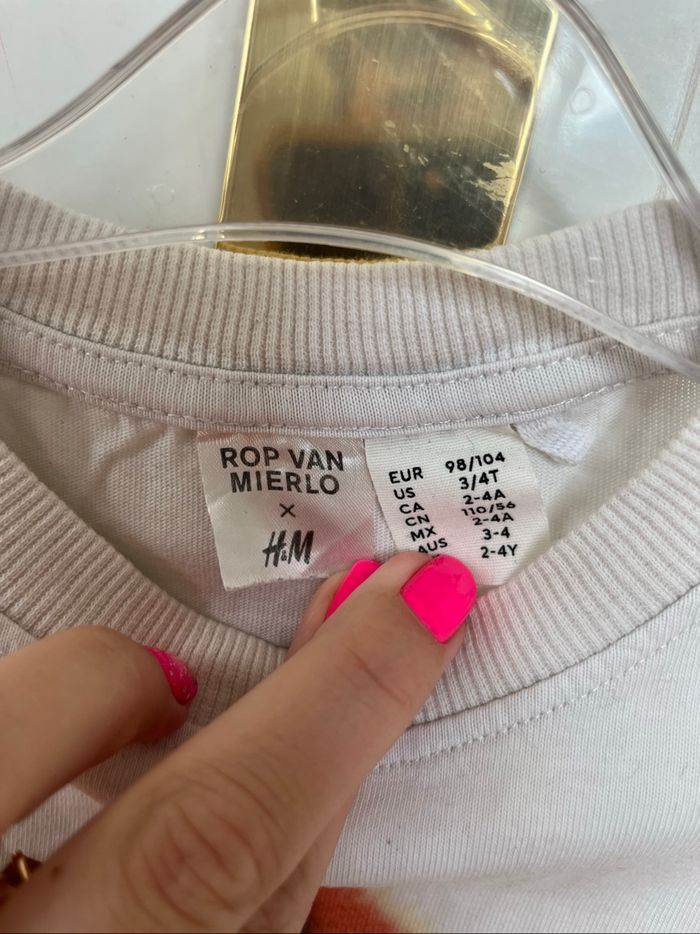 ROP VAN
MIERLO
×
H&M
EUR 98/104
US 3/4T
CA 2-4A
CN 110/56
MX 2-4A
AUS 3-4
2-4Y